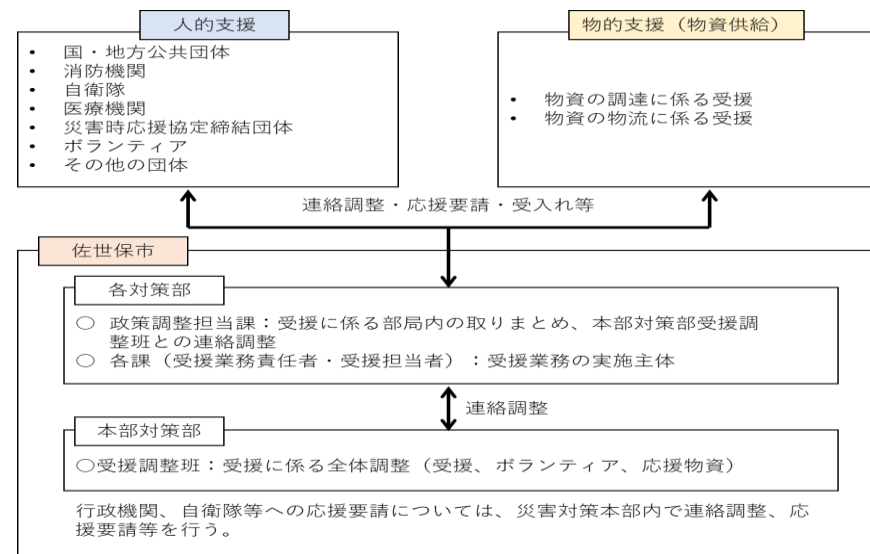 人的支援
・ 国・地方公共団体
・ 消防機関
・ 自衛隊
・ 医療機関
・ 災害時応援協定締結団体
・ ボランティア
・ その他の団体
物的支援（物資供給）
・ 物資の調達に係る受援
・ 物資の物流に係る受援
連絡調整・応援要請・受入れ等
佐世保市
各対策部
○ 政策調整担当課：受援に係る部局内の取りまとめ、本部対策部受援調
整班との連絡調整
○ 各課（受援業務責任者・受援担当者）：受援業務の実施主体
連絡調整
本部対策部
○受援調整班：受援に係る全体調整（受援、ボランティア、応援物資）
行政機関、自衛隊等への応援要請については、災害対策本部内で連絡調整、応
援要請等を行う。